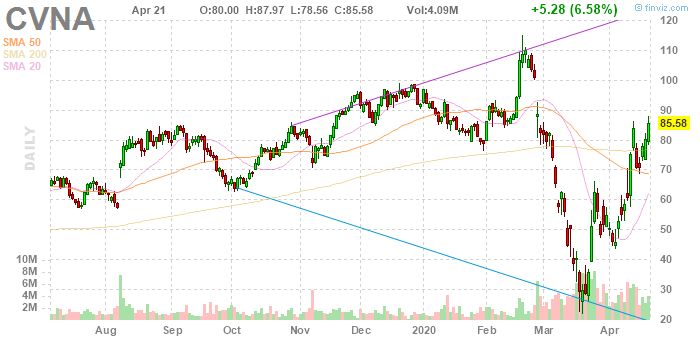 CVNA Apr 21 O:80.00 H:87.97 L:78.56 C:85.58 Vol:4.09M +5.28 (6.58%) © finviz.com
SMA 50
SMA 200
SMA 20
DAILY
120
110
100
90
85.58
80
70
60
50
40
30
20
10M
8M
6M
4M
2M
Aug Sep Oct Nov Dec 2020 Feb Mar Apr